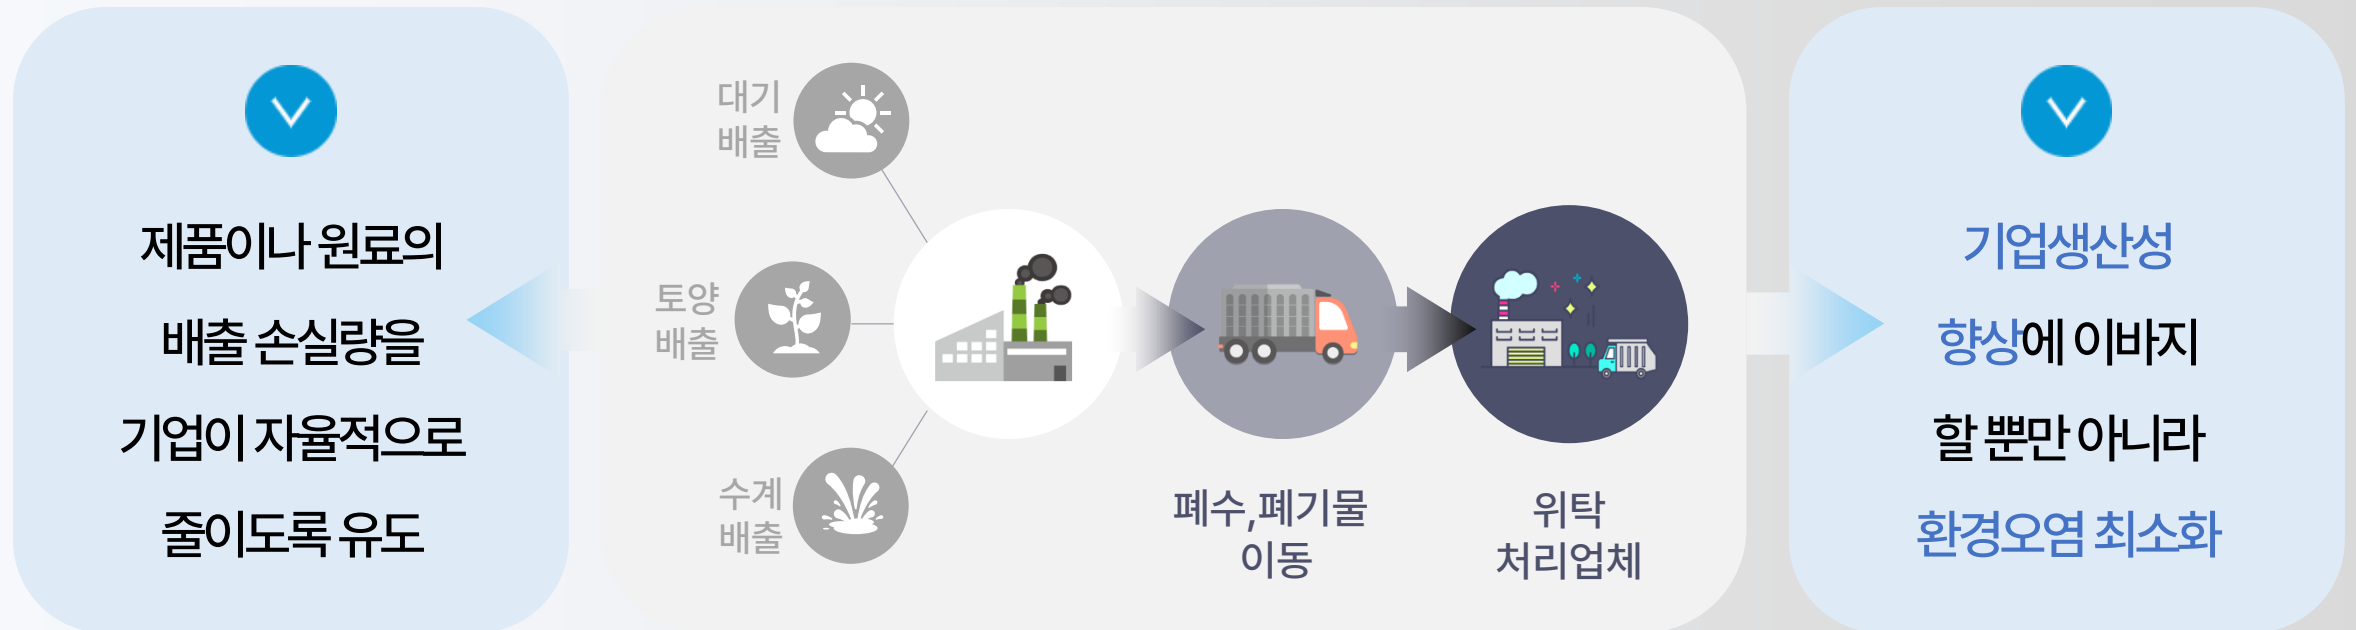 제품이나 원료의
배출 손실량을
기업이 자율적으로
줄이도록 유도
대기
배출
토양
배출
수계
배출
폐수,폐기물
이동
위탁
처리업체
기업생산성
향상에 이바지
할 뿐만 아니라
환경오염 최소화